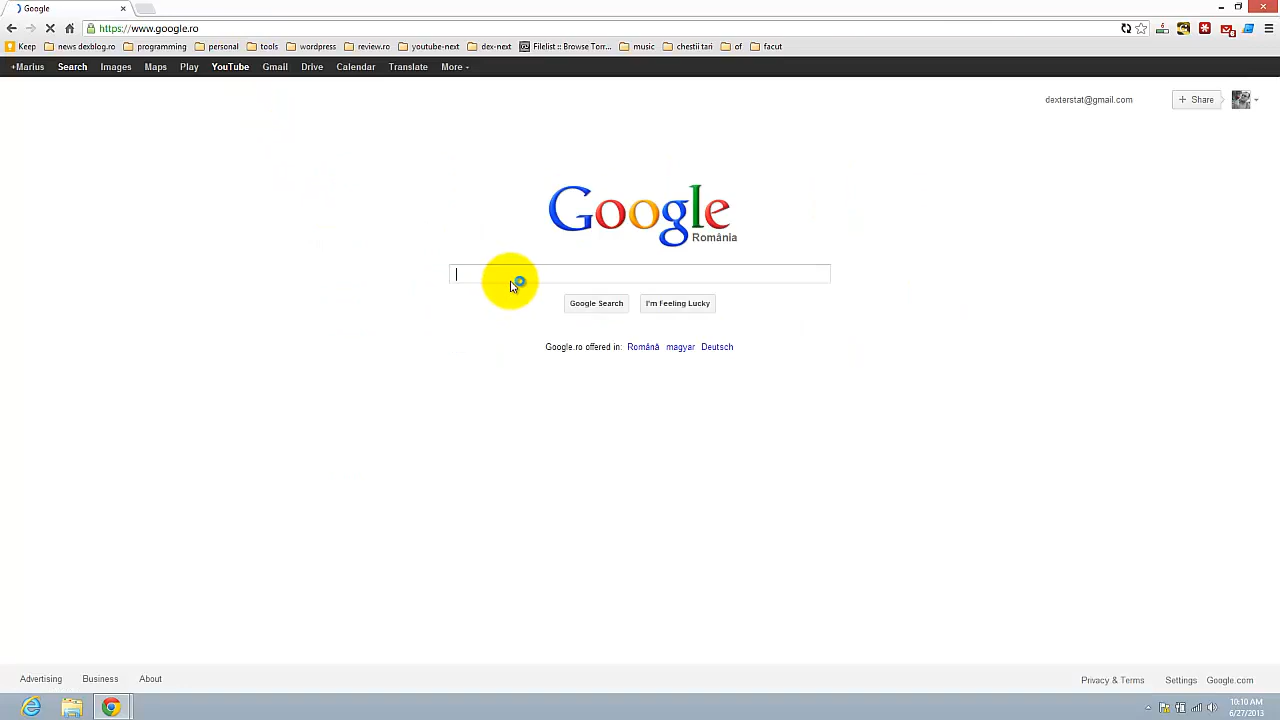 Google
https://www.google.ro
Keep news dexblog.ro programming personal tools wordpress review.ro youtube-next dex-next Filelist :: Browse Torr... music chestii tari of facut
+Marius Search Images Maps Play YouTube Gmail Drive Calendar Translate More
dexterstat@gmail.com + Share
Google
România
Google Search I'm Feeling Lucky
Google.ro offered in: Română magyar Deutsch
Advertising Business About Privacy & Terms Settings Google.com
10:10 AM
6/27/2013